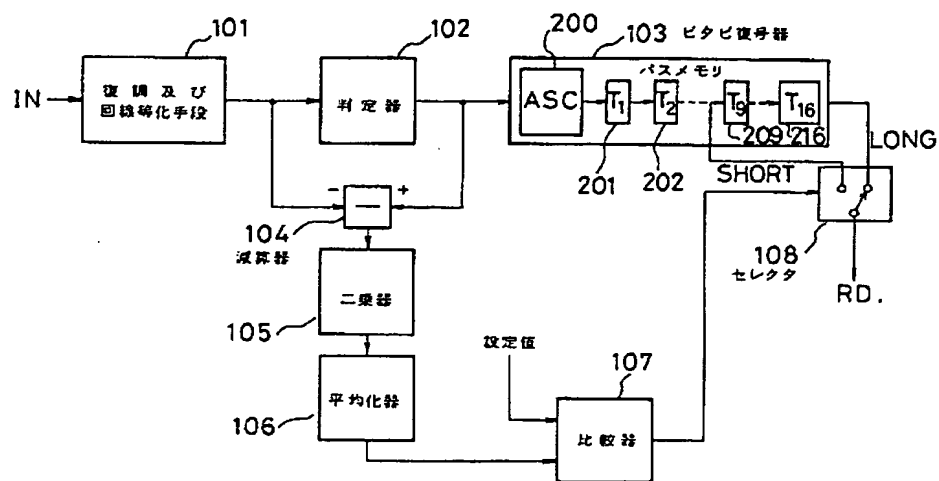 101
復調及び
回線等化手段
IN
102
判定器
200
103 ビタビ復号器
パスメモリ
ASC
T1
T2
T9
T16
201
202
209
216
LONG
SHORT
−
+
104
減算器
108
セレクタ
RD.
二乗器
105
設定値
107
平均化器
106
比較器